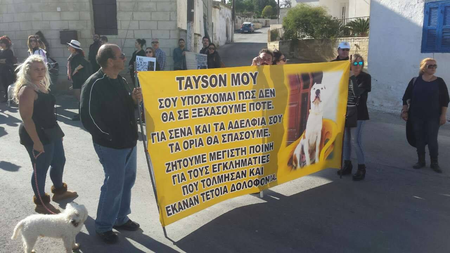 TAYSON MOY
ΣΟΥ ΥΠΟΣΧΟΜΑΙ ΠΩΣ ΔΕΝ
ΘΑ ΣΕ ΞΕΧΑΣΟΥΜΕ ΠΟΤΕ.
ΓΙΑ ΣΕΝΑ ΚΑΙ ΤΑ ΑΔΕΛΦΙΑ ΣΟΥ
ΤΑ ΟΡΙΑ ΘΑ ΣΠΑΣΟΥΜΕ.
ΖΗΤΟΥΜΕ ΜΕΓΙΣΤΗ ΠΟΙΝΗ
ΓΙΑ ΤΟΥΣ ΕΓΚΛΗΜΑΤΙΕΣ
ΠΟΥ ΤΟΛΜΗΣΑΝ ΚΑΙ
ΕΚΑΝΑΝ ΤΕΤΟΙΑ ΔΟΛΟΦΟΝΙΑ